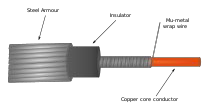 Steel Armour
Insulator
Mu-metal
wrap wire
Copper core conductor